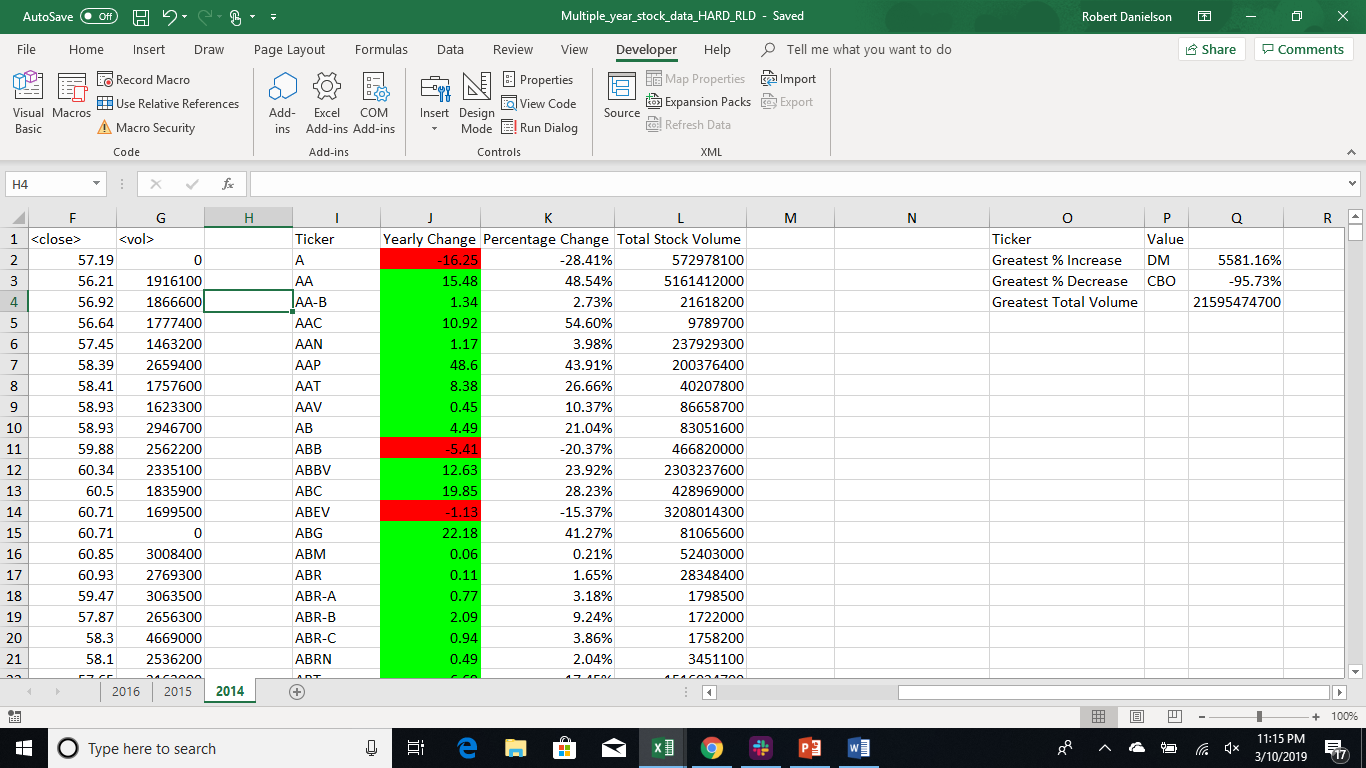 AutoSave Off Multiple_year_stock_data_HARD_RLD - Saved Robert Danielson
File Home Insert Draw Page Layout Formulas Data Review View Developer Help Tell me what you want to do Share Comments
Visual Basic Macros Record Macro Use Relative References Macro Security Code
Add-ins Excel Add-ins COM Add-ins Add-ins
Insert Design Mode Properties View Code Run Dialog Controls
Source Map Properties Expansion Packs Refresh Data Import Export XML
H4 fx
F G H I J K L M N O P Q R
1 <close> <vol> Ticker Yearly Change Percentage Change Total Stock Volume Ticker Value
2 57.19 0 A -16.25 -28.41% 572978100 Greatest % Increase DM 5581.16%
3 56.21 1916100 AA 15.48 48.54% 5161412000 Greatest % Decrease CBO -95.73%
4 56.92 1866600 AA-B 1.34 2.73% 21618200 Greatest Total Volume 21595474700
5 56.64 1777400 AAC 10.92 54.60% 9789700
6 57.45 1463200 AAN 1.17 3.98% 237929300
7 58.39 2659400 AAP 48.6 43.91% 200376400
8 58.41 1757600 AAT 8.38 26.66% 40207800
9 58.93 1623300 AAV 0.45 10.37% 86658700
10 58.93 2946700 AB 4.49 21.04% 83051600
11 59.88 2562200 ABB -5.41 -20.37% 466820000
12 60.34 2335100 ABBV 12.63 23.92% 2303237600
13 60.5 1835900 ABC 19.85 28.23% 428969000
14 60.71 1699500 ABEV -1.13 -15.37% 3208014300
15 60.71 0 ABG 22.18 41.27% 81065600
16 60.85 3008400 ABM 0.06 0.21% 52403000
17 60.93 2769300 ABR 0.11 1.65% 28348400
18 59.47 3063500 ABR-A 0.77 3.18% 1798500
19 57.87 2656300 ABR-B 2.09 9.24% 1722000
20 58.3 4669000 ABR-C 0.94 3.86% 1758200
21 58.1 2536200 ABRN 0.49 2.04% 3451100
2016 2015 2014
100%
Type here to search 11:15 PM
3/10/2019 17